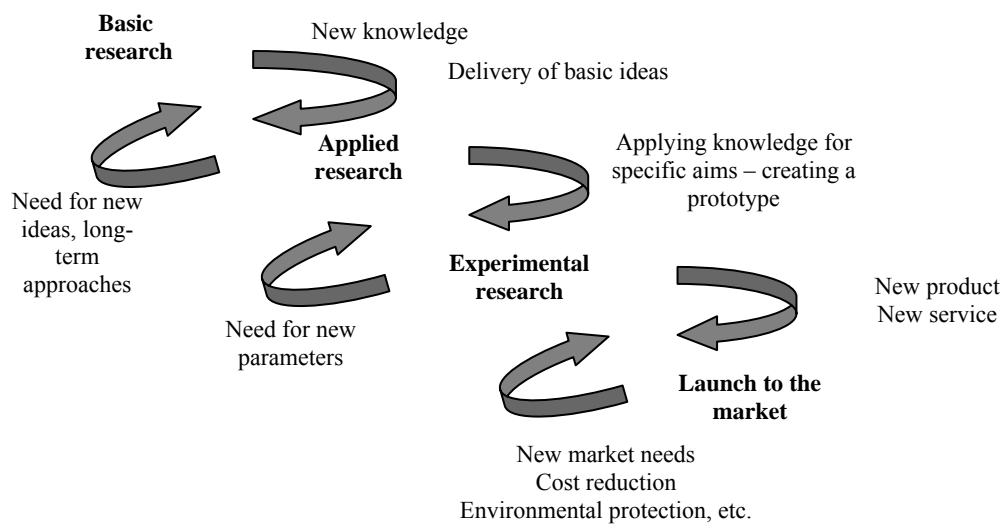 Basic
research
New knowledge
Delivery of basic ideas
Applied
research
Applying knowledge for
specific aims – creating a
prototype
Need for new
ideas, long-
term
approaches
Experimental
research
Need for new
parameters
New product
New service
Launch to the
market
New market needs
Cost reduction
Environmental protection, etc.